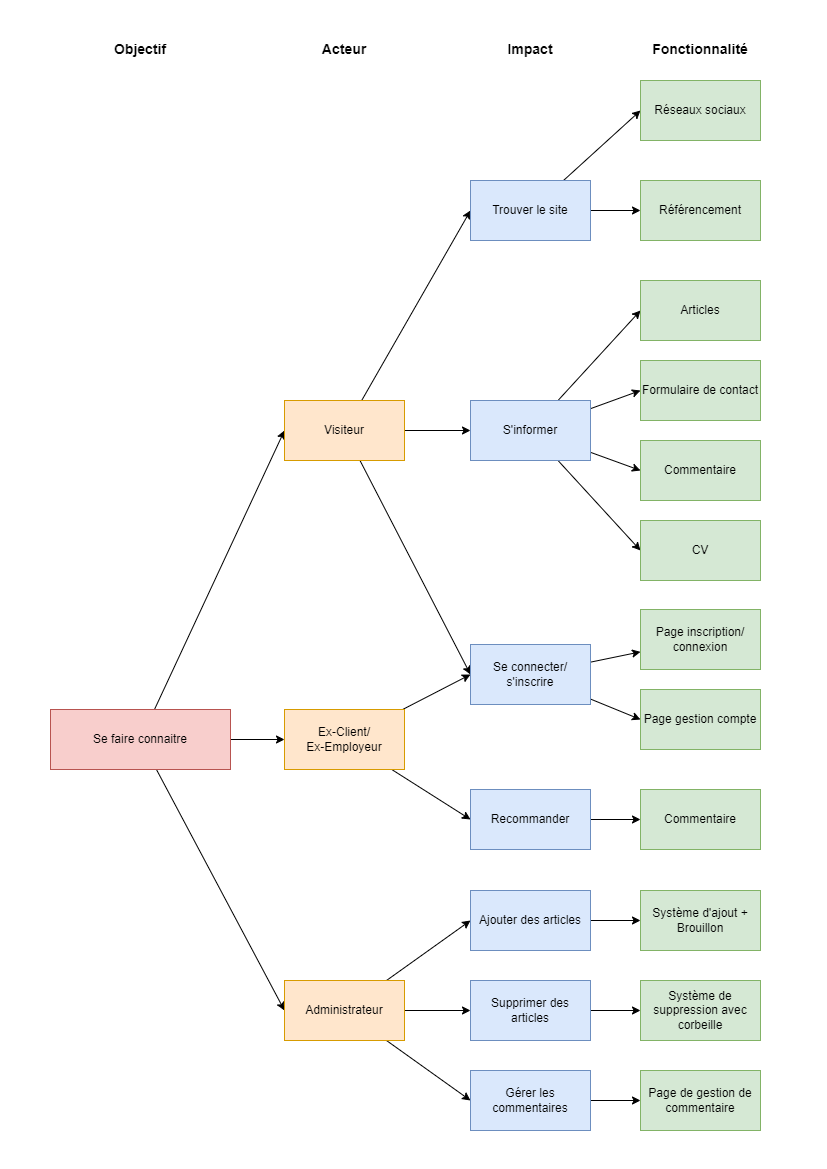 Objectif
Acteur
Impact
Fonctionnalité
Réseaux sociaux
Trouver le site
Référencement
Articles
Formulaire de contact
Visiteur
S'informer
Commentaire
CV
Page inscription/
connexion
Se connecter/
s'inscrire
Page gestion compte
Se faire connaitre
Ex-Client/
Ex-Employeur
Recommander
Commentaire
Ajouter des articles
Système d'ajout +
Brouillon
Administrateur
Supprimer des
articles
Système de
suppression avec
corbeille
Gérer les
commentaires
Page de gestion de
commentaire